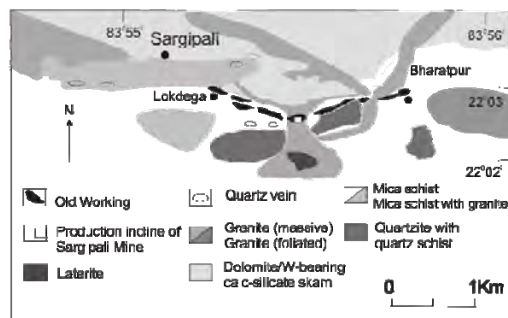 83°55 83°56
Sargipali
Bharatpur
Lokdega
22°03
N
22°02
Old Working
Quartz vein
Mica schist
Mica schist with granite
Production incline of
Sargipali Mine
Granite (massive)
Granite (foliated)
Quartzite with
quartz schist
Laterite
Dolomite/W-bearing
calc-silicate skarn
0 1Km